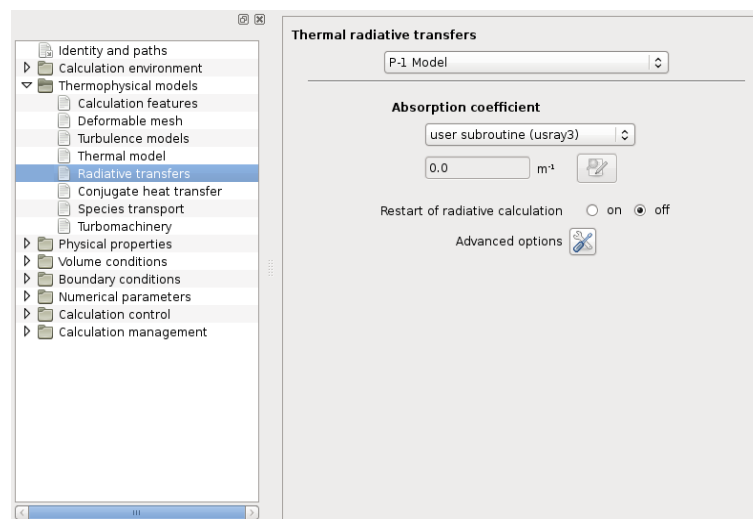 Identity and paths
Calculation environment
Thermophysical models
Calculation features
Deformable mesh
Turbulence models
Thermal model
Radiative transfers
Conjugate heat transfer
Species transport
Turbomachinery
Physical properties
Volume conditions
Boundary conditions
Numerical parameters
Calculation control
Calculation management
Thermal radiative transfers
P-1 Model
Absorption coefficient
user subroutine (usray3)
0.0 m⁻¹
Restart of radiative calculation on off
Advanced options